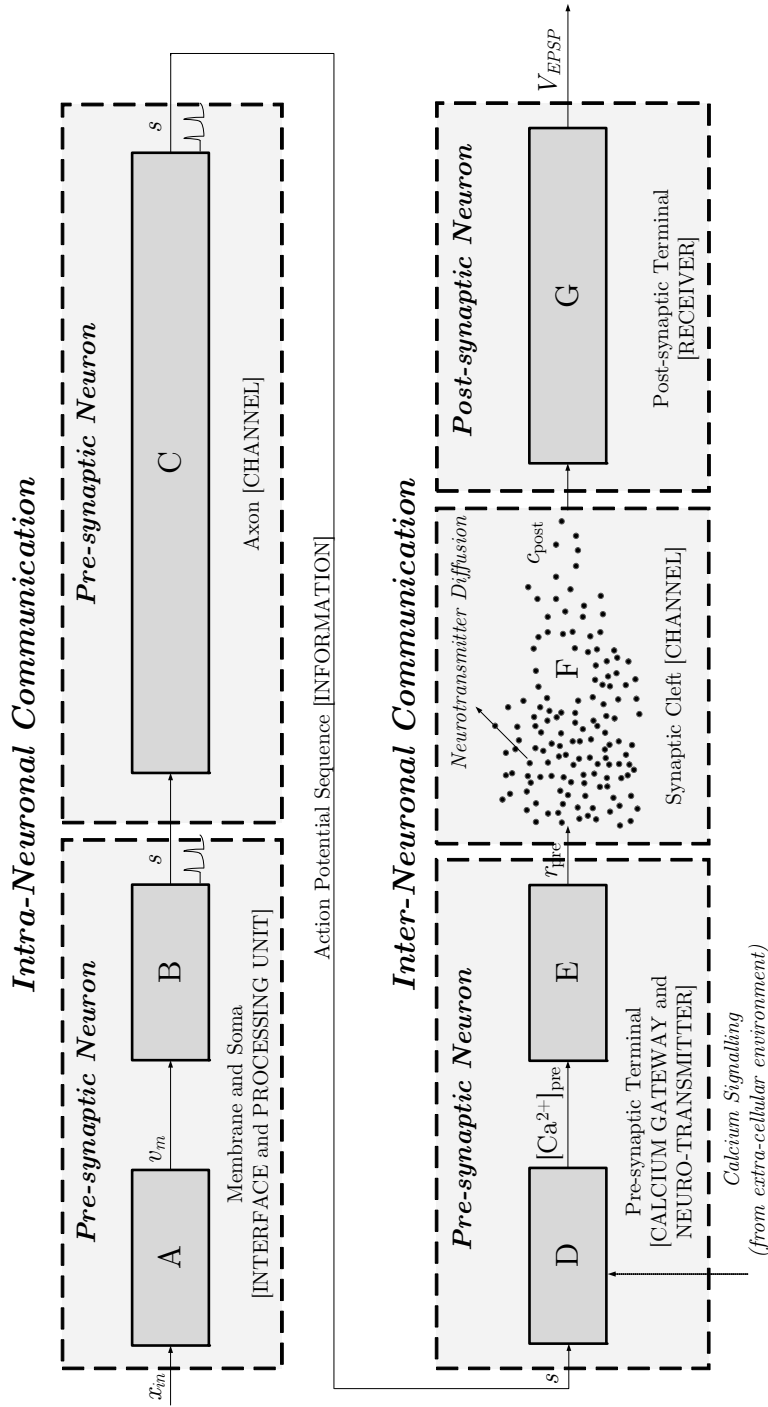 Intra-Neuronal Communication
Pre-synaptic Neuron
x_in
A
v_m
B
s
Membrane and Soma
[INTERFACE and PROCESSING UNIT]
Pre-synaptic Neuron
C
s
Axon [CHANNEL]
Action Potential Sequence [INFORMATION]
Inter-Neuronal Communication
Pre-synaptic Neuron
s
D
[Ca²⁺]pre
E
r_pre
Pre-synaptic Terminal
[CALCIUM GATEWAY and
NEURO-TRANSMITTER]
Calcium Signalling
(from extra-cellular environment)
Neurotransmitter Diffusion
F
c_post
Synaptic Cleft [CHANNEL]
Post-synaptic Neuron
G
V_EPSP
Post-synaptic Terminal
[RECEIVER]